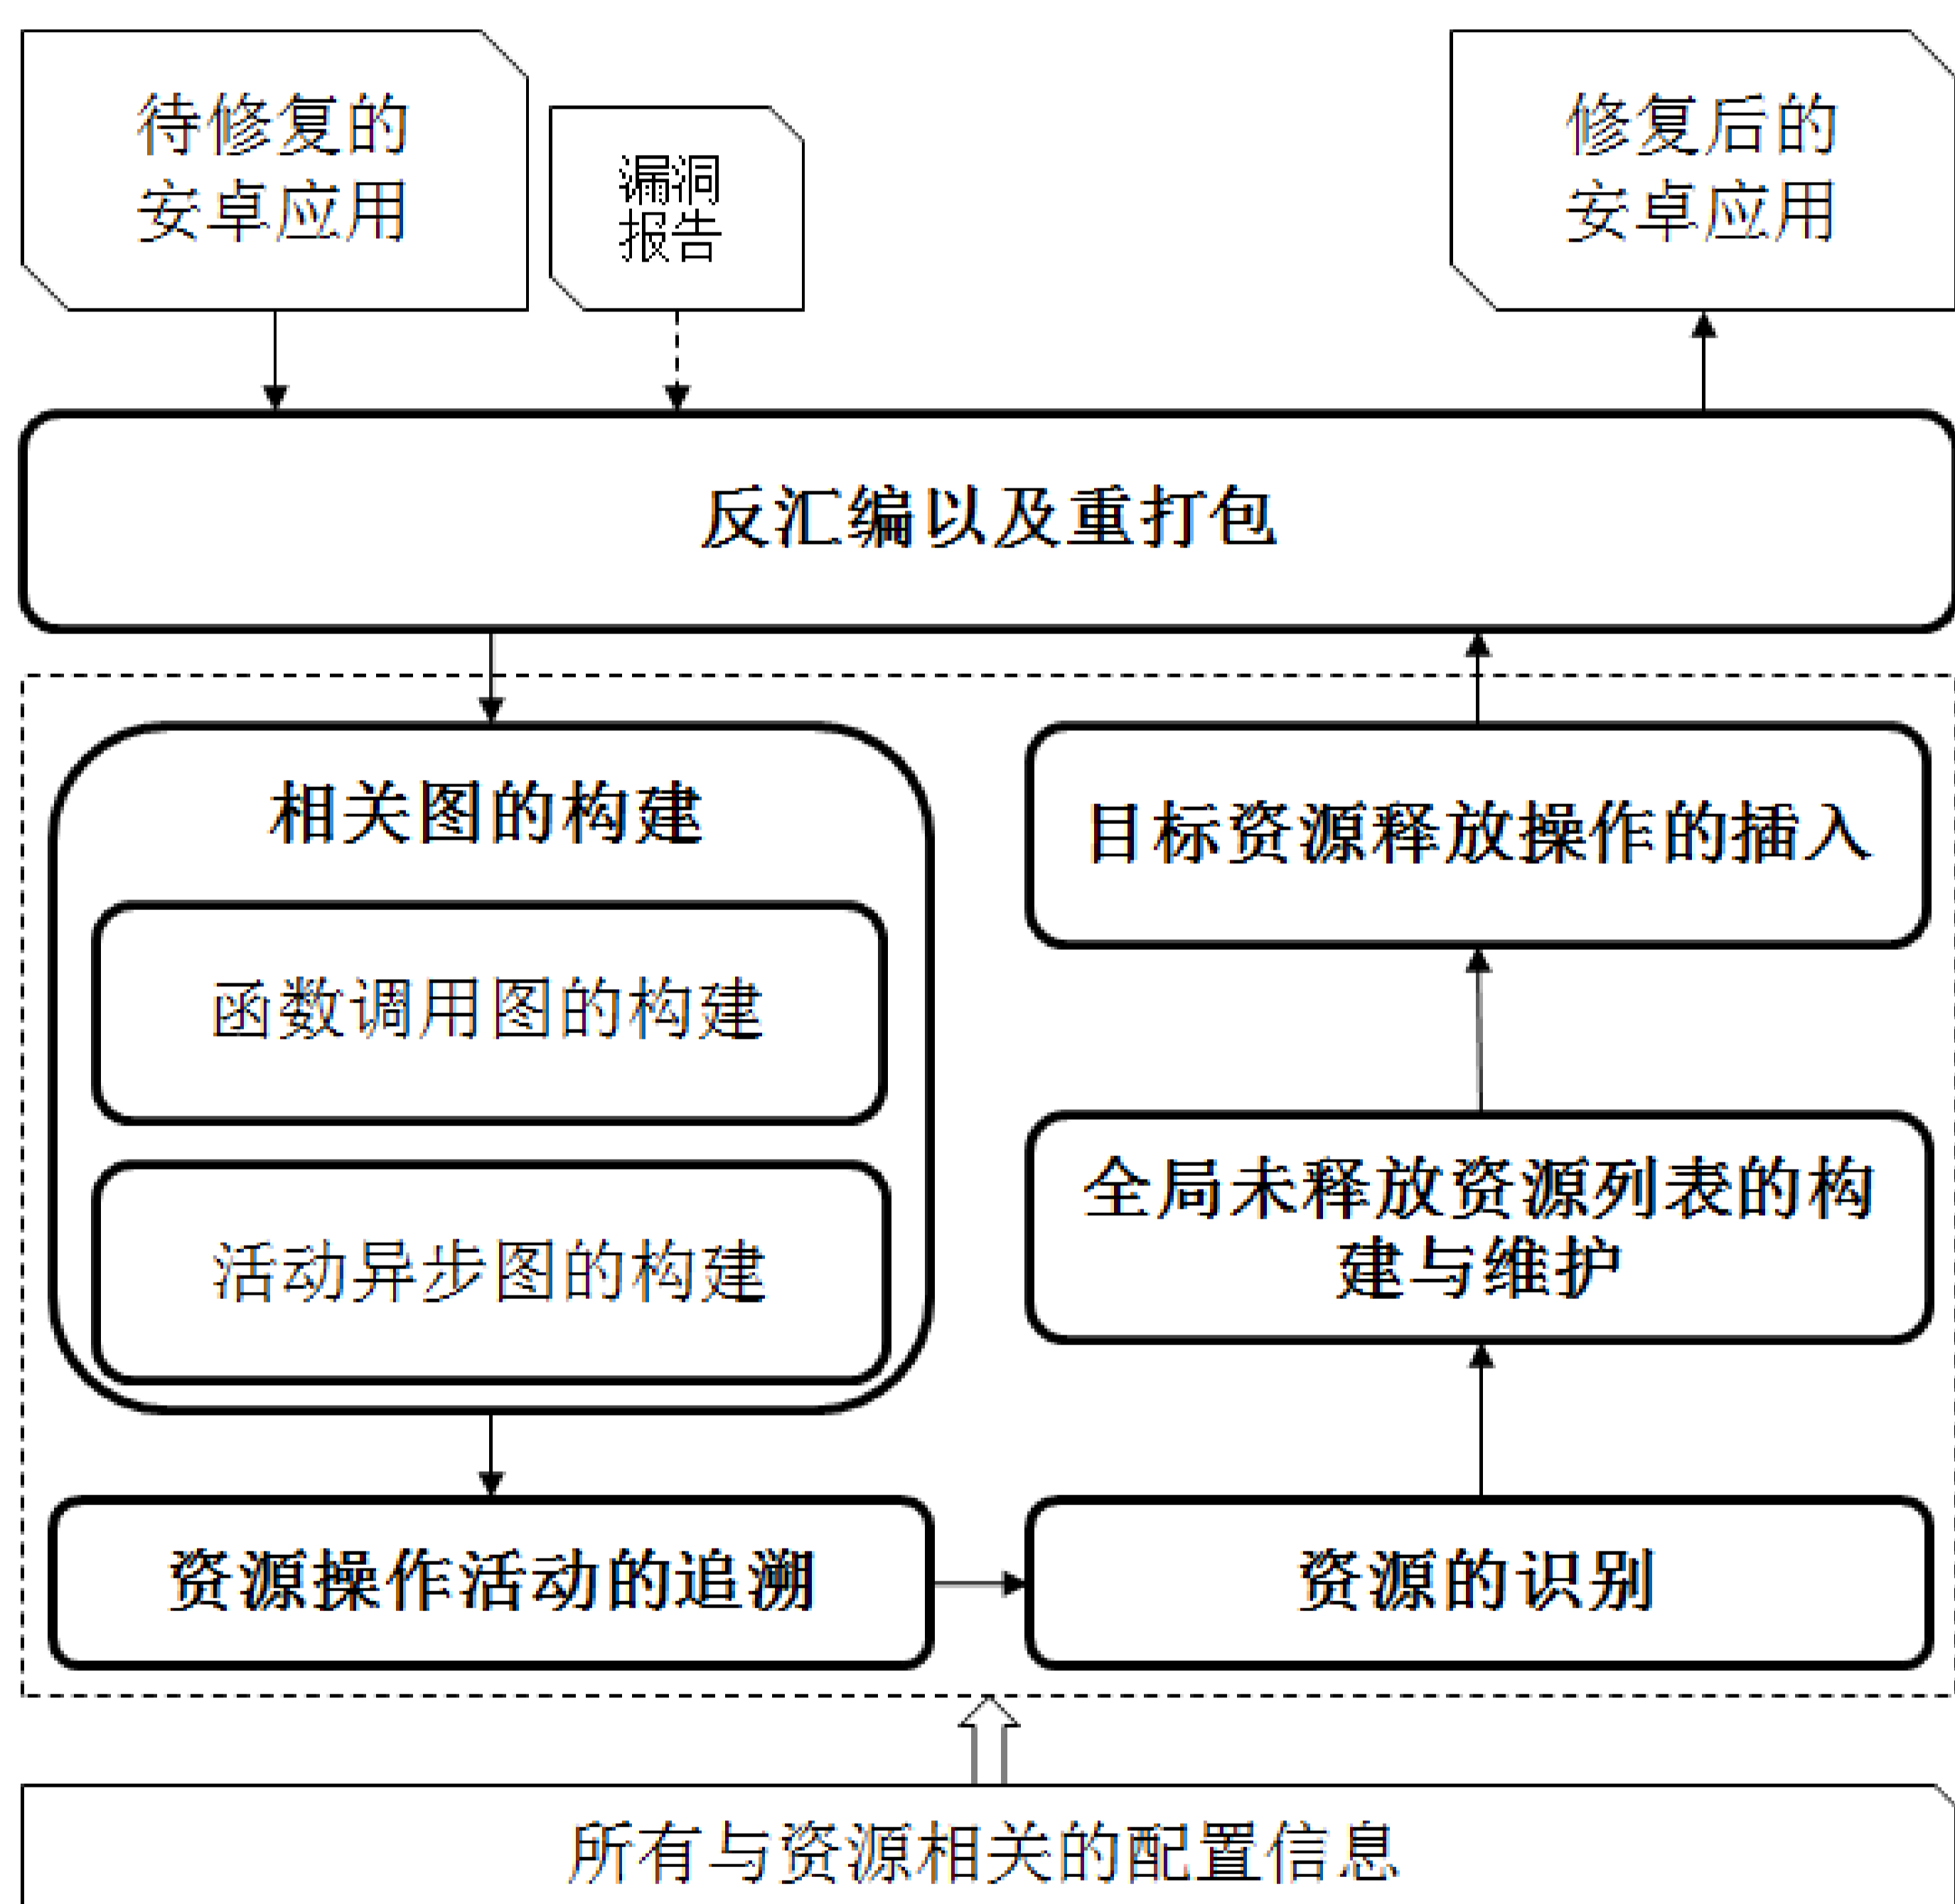 待修复的
安卓应用
漏洞
报告
修复后的
安卓应用
反汇编以及重打包
相关图的构建
函数调用图的构建
活动异步图的构建
资源操作活动的追溯
目标资源释放操作的插入
全局未释放资源列表的构
建与维护
资源的识别
所有与资源相关的配置信息